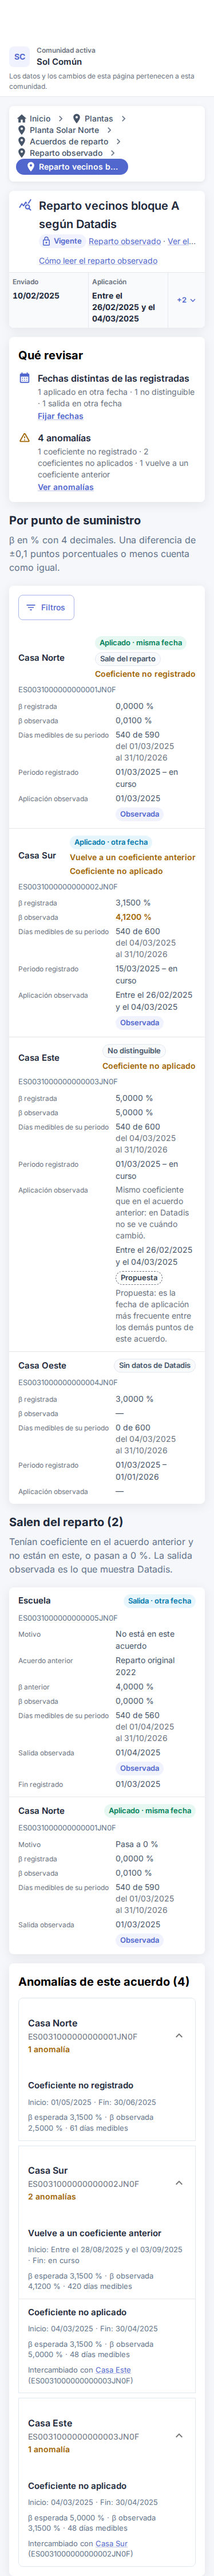 SC
Comunidad activa
Sol Común
Los datos y los cambios de esta página pertenecen a esta
comunidad.
Inicio
Plantas
Planta Solar Norte
Acuerdos de reparto
Reparto observado
Reparto vecinos b...
Reparto vecinos bloque A
según Datadis
Vigente
Reparto observado · Ver el...
Cómo leer el reparto observado
Enviado
10/02/2025
Aplicación
Entre el
26/02/2025 y el
04/03/2025
+2
Qué revisar
Fechas distintas de las registradas
1 aplicado en otra fecha · 1 no distinguible
· 1 salida en otra fecha
Fijar fechas
4 anomalías
1 coeficiente no registrado · 2
coeficientes no aplicados · 1 vuelve a un
coeficiente anterior
Ver anomalías
Por punto de suministro
β en % con 4 decimales. Una diferencia de
±0,1 puntos porcentuales o menos cuenta
como igual.
Filtros
Casa Norte
Aplicado · misma fecha
Sale del reparto
Coeficiente no registrado
ES0031000000000001JN0F
β registrada
0,0000 %
β observada
0,0100 %
Días medibles de su periodo
540 de 590
del 01/03/2025
al 31/10/2026
Periodo registrado
01/03/2025 – en
curso
Aplicación observada
01/03/2025
Observada
Casa Sur
Aplicado · otra fecha
Vuelve a un coeficiente anterior
Coeficiente no aplicado
ES0031000000000002JN0F
β registrada
3,1500 %
β observada
4,1200 %
Días medibles de su periodo
540 de 600
del 04/03/2025
al 31/10/2026
Periodo registrado
15/03/2025 – en
curso
Aplicación observada
Entre el 26/02/2025
y el 04/03/2025
Observada
Casa Este
No distinguible
Coeficiente no aplicado
ES0031000000000003JN0F
β registrada
5,0000 %
β observada
5,0000 %
Días medibles de su periodo
540 de 600
del 04/03/2025
al 31/10/2026
Periodo registrado
01/03/2025 – en
curso
Aplicación observada
Mismo coeficiente
que en el acuerdo
anterior: en Datadis
no se ve cuándo
cambió.
Entre el 26/02/2025
y el 04/03/2025
Propuesta
Propuesta: es la
fecha de aplicación
más frecuente entre
los demás puntos de
este acuerdo.
Casa Oeste
Sin datos de Datadis
ES0031000000000004JN0F
β registrada
3,0000 %
β observada
—
Días medibles de su periodo
0 de 600
del 04/03/2025
al 31/10/2026
Periodo registrado
01/03/2025 –
01/01/2026
Aplicación observada
—
Salen del reparto (2)
Tenían coeficiente en el acuerdo anterior y
no están en este, o pasan a 0 %. La salida
observada es lo que muestra Datadis.
Escuela
Salida · otra fecha
ES0031000000000005JN0F
Motivo
No está en este
acuerdo
Acuerdo anterior
Reparto original
2022
β anterior
4,0000 %
β observada
0,0000 %
Días medibles de su periodo
540 de 560
del 01/04/2025
al 31/10/2026
Salida observada
01/04/2025
Observada
Fin registrado
01/03/2025
Casa Norte
Aplicado · misma fecha
ES0031000000000001JN0F
Motivo
Pasa a 0 %
β registrada
0,0000 %
β observada
0,0100 %
Días medibles de su periodo
540 de 590
del 01/03/2025
al 31/10/2026
Salida observada
01/03/2025
Observada
Anomalías de este acuerdo (4)
Casa Norte
ES0031000000000001JN0F
1 anomalía
Coeficiente no registrado
Inicio: 01/05/2025 · Fin: 30/06/2025
β esperada 3,1500 % · β observada
2,5000 % · 61 días medibles
Casa Sur
ES0031000000000002JN0F
2 anomalías
Vuelve a un coeficiente anterior
Inicio: Entre el 28/08/2025 y el 03/09/2025
· Fin: en curso
β esperada 3,1500 % · β observada
4,1200 % · 420 días medibles
Coeficiente no aplicado
Inicio: 04/03/2025 · Fin: 30/04/2025
β esperada 3,1500 % · β observada
5,0000 % · 48 días medibles
Intercambiado con Casa Este
(ES0031000000000003JN0F)
Casa Este
ES0031000000000003JN0F
1 anomalía
Coeficiente no aplicado
Inicio: 04/03/2025 · Fin: 30/04/2025
β esperada 5,0000 % · β observada
3,1500 % · 48 días medibles
Intercambiado con Casa Sur
(ES0031000000000002JN0F)